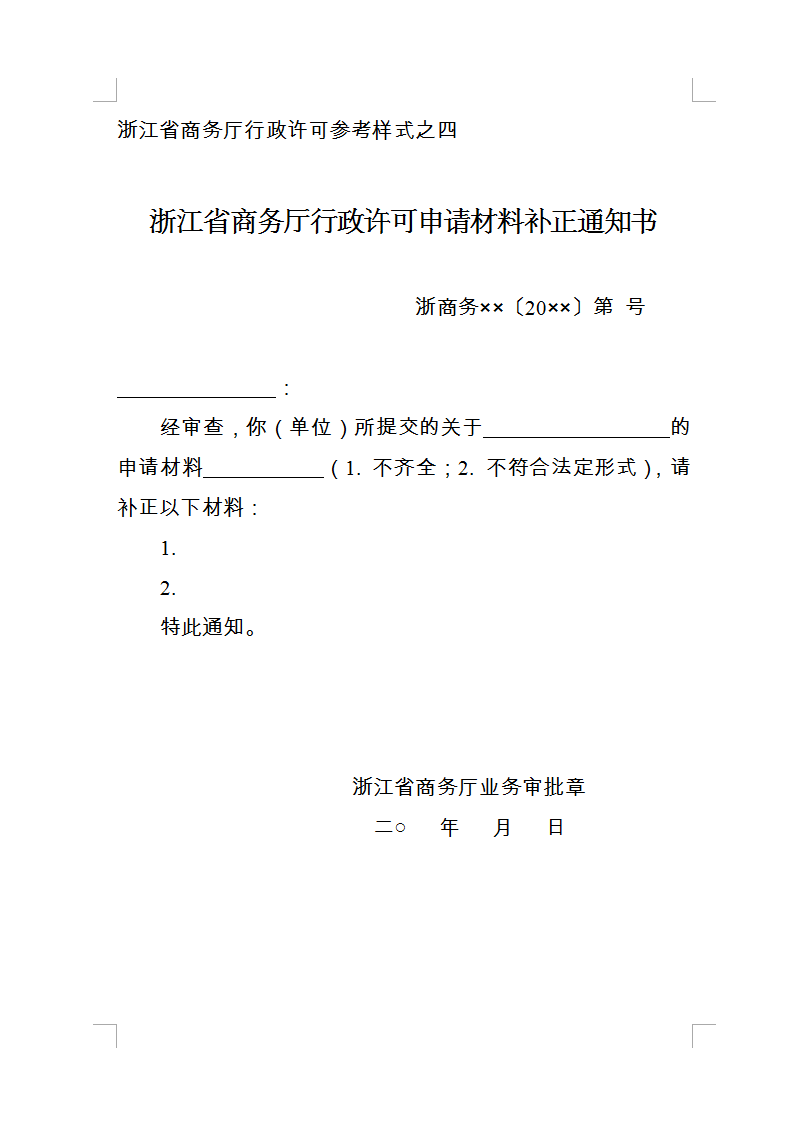 浙江省商务厅行政许可参考样式之四
浙江省商务厅行政许可申请材料补正通知书
浙商务××〔20××〕第 号
_______________：
经审查，你（单位）所提交的关于__________________的
申请材料____________（1. 不齐全；2. 不符合法定形式），请
补正以下材料：
1.
2.
特此通知。
浙江省商务厅业务审批章
二○ 年 月 日